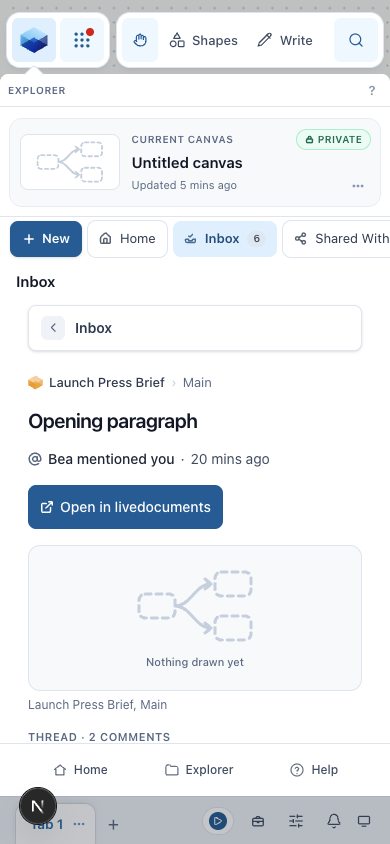 Shapes
Write
EXPLORER
?
CURRENT CANVAS
PRIVATE
Untitled canvas
Updated 5 mins ago
New
Home
Inbox
6
Shared With
Inbox
Inbox
Launch Press Brief › Main
Opening paragraph
@ Bea mentioned you · 20 mins ago
Open in livedocuments
Nothing drawn yet
Launch Press Brief, Main
THREAD · 2 COMMENTS
Home
Explorer
Help
N
Tab 1